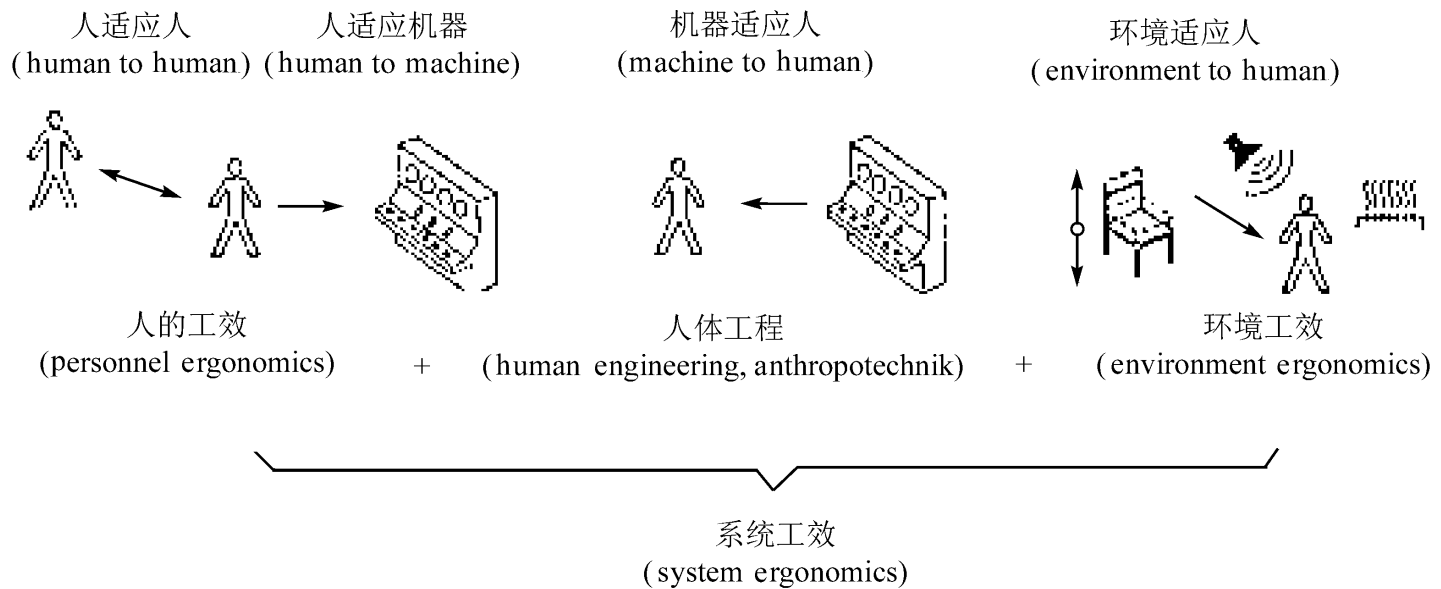 人适应人 人适应机器 机器适应人 环境适应人
(human to human) (human to machine) (machine to human) (environment to human)
人的工效 人体工程 环境工效
(personnel ergonomics) + (human engineering, anthropotechnik) + (environment ergonomics)
系统工效
(system ergonomics)